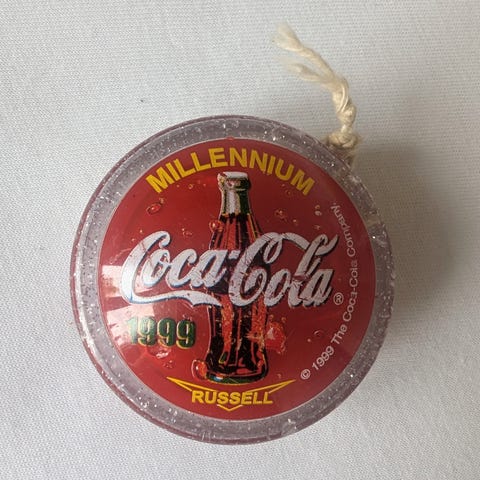 MILLENNIUM
Coca-Cola®
1999
RUSSELL
© 1999 The Coca-Cola Company